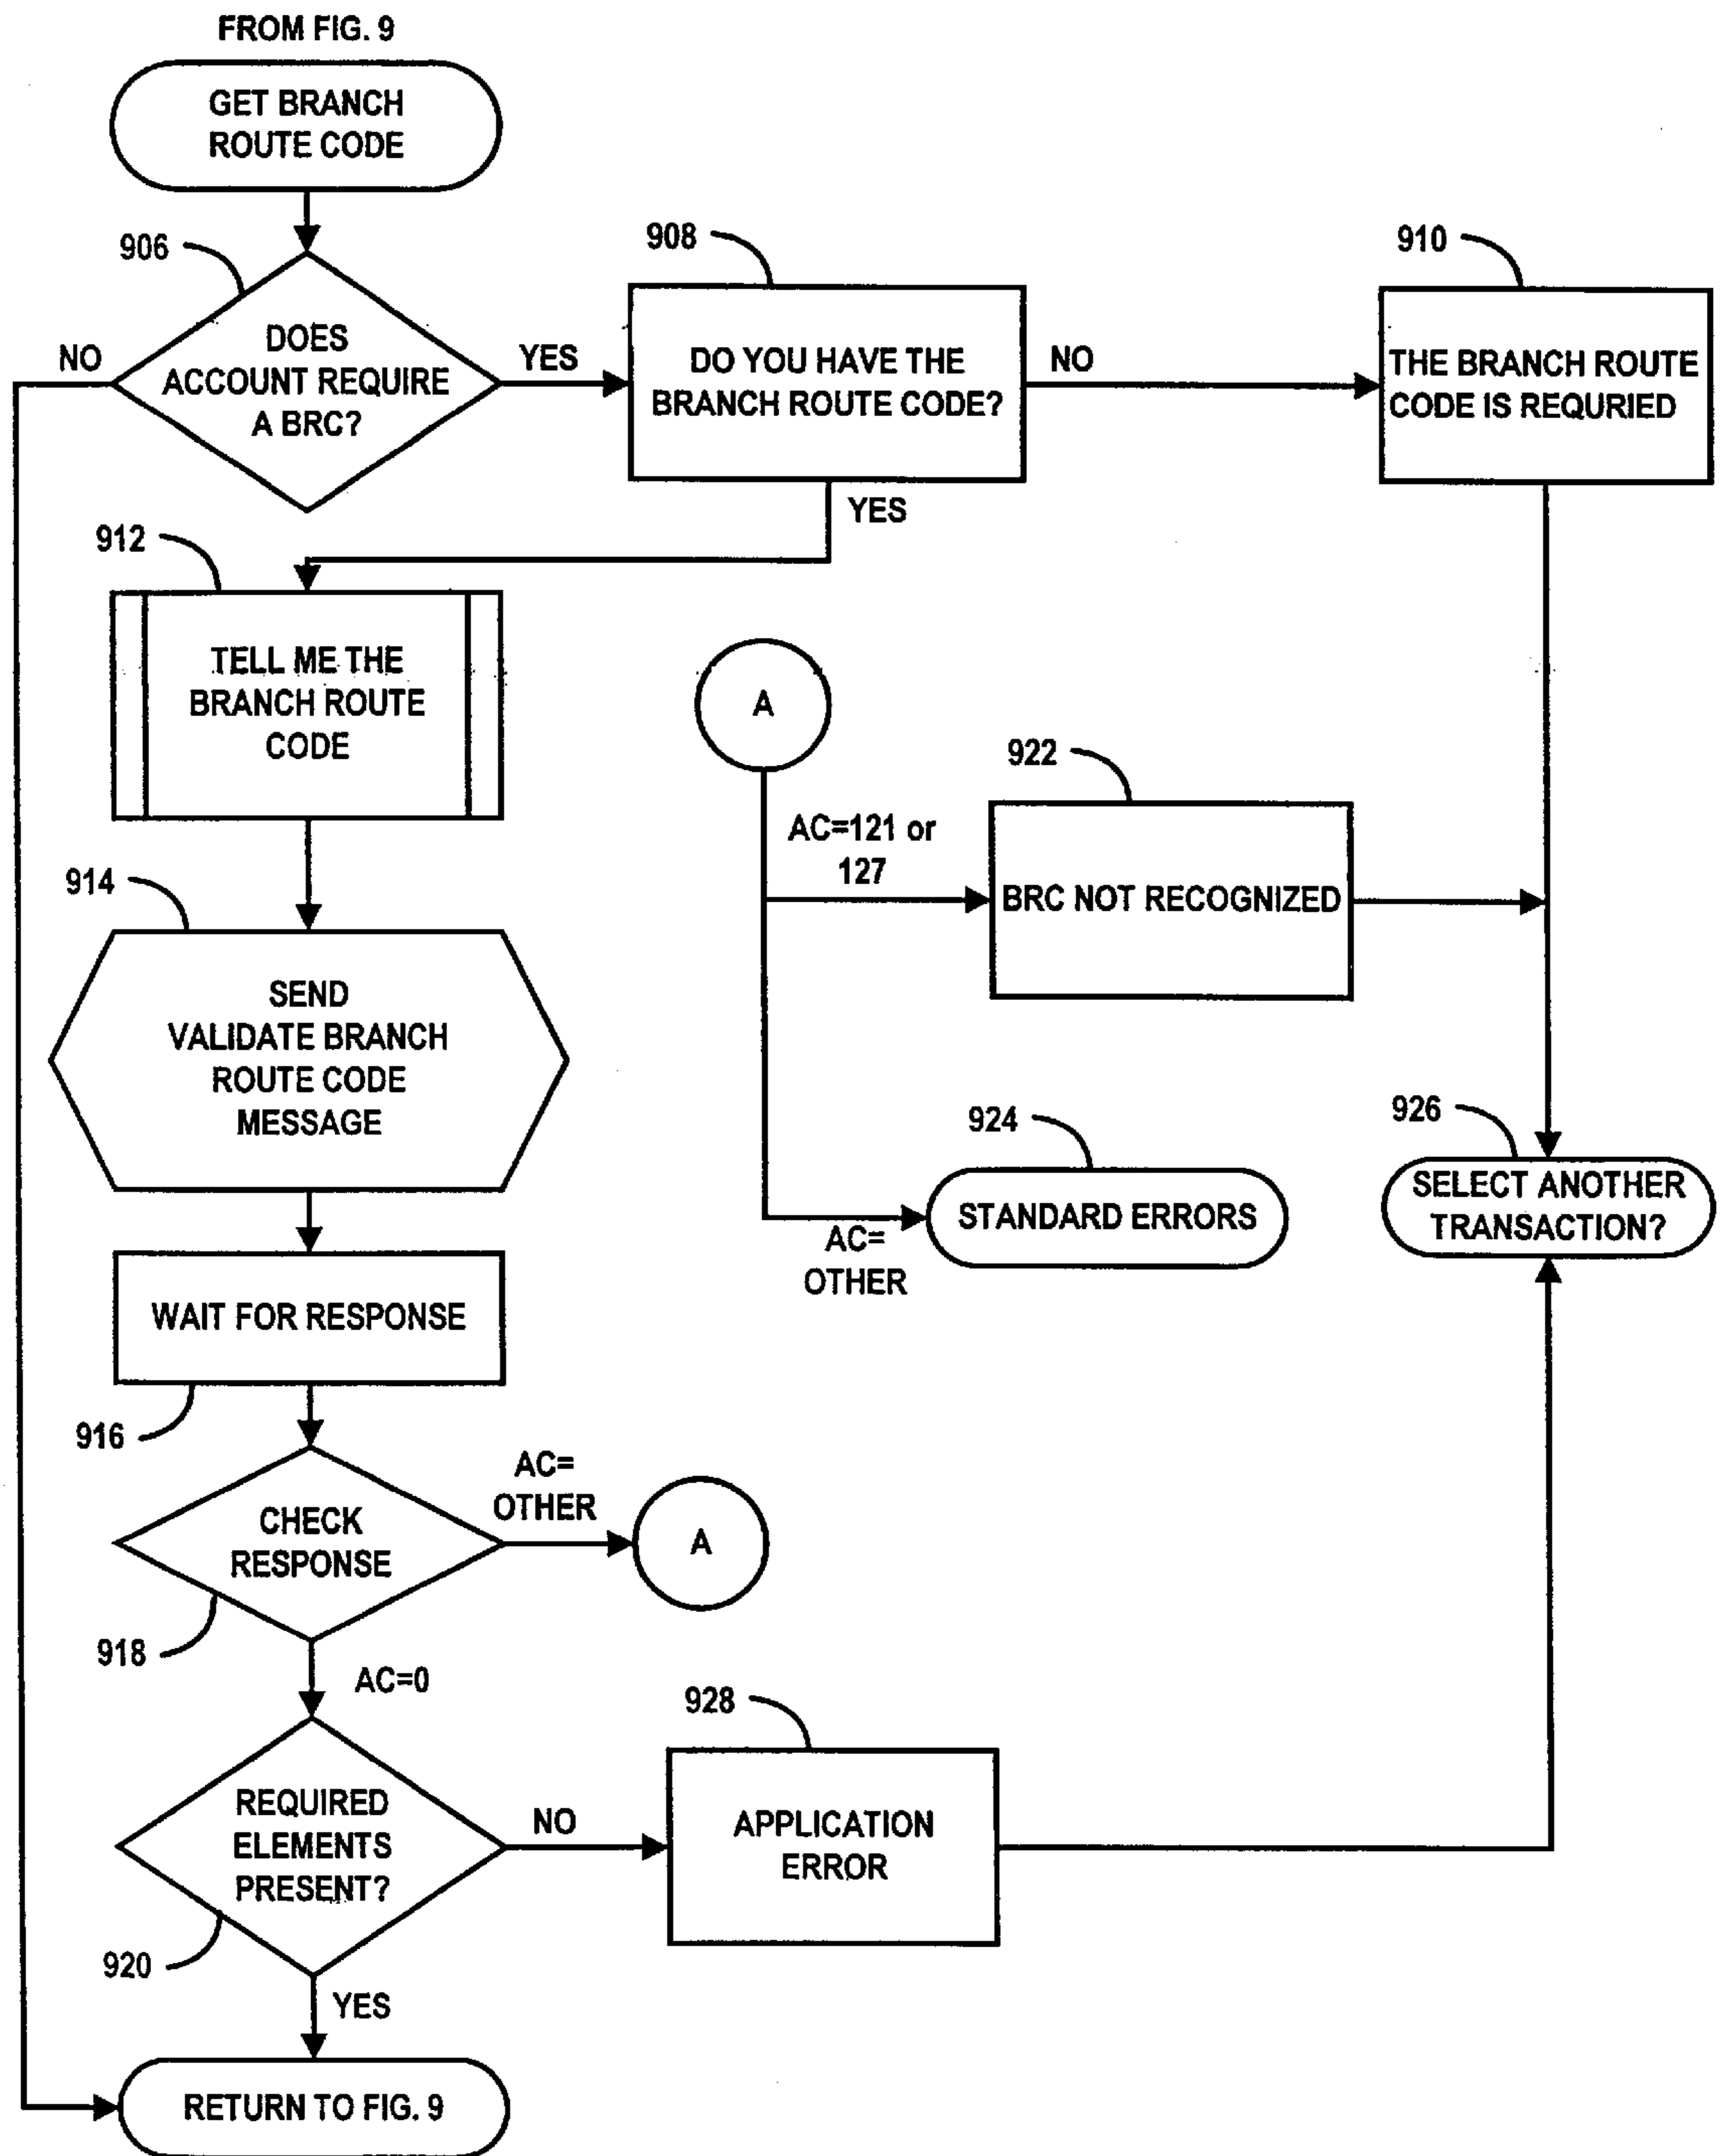 FROM FIG. 9
GET BRANCH
ROUTE CODE
906
908
910
DOES
ACCOUNT REQUIRE
A BRC?
NO
YES
DO YOU HAVE THE
BRANCH ROUTE CODE?
NO
THE BRANCH ROUTE
CODE IS REQURIED
YES
912
TELL ME THE
BRANCH ROUTE
CODE
A
922
AC=121 or
127
BRC NOT RECOGNIZED
914
SEND
VALIDATE BRANCH
ROUTE CODE
MESSAGE
924
STANDARD ERRORS
AC=
OTHER
926
SELECT ANOTHER
TRANSACTION?
WAIT FOR RESPONSE
916
CHECK
RESPONSE
AC=
OTHER
A
918
AC=0
928
REQUIRED
ELEMENTS
PRESENT?
NO
APPLICATION
ERROR
920
YES
RETURN TO FIG. 9